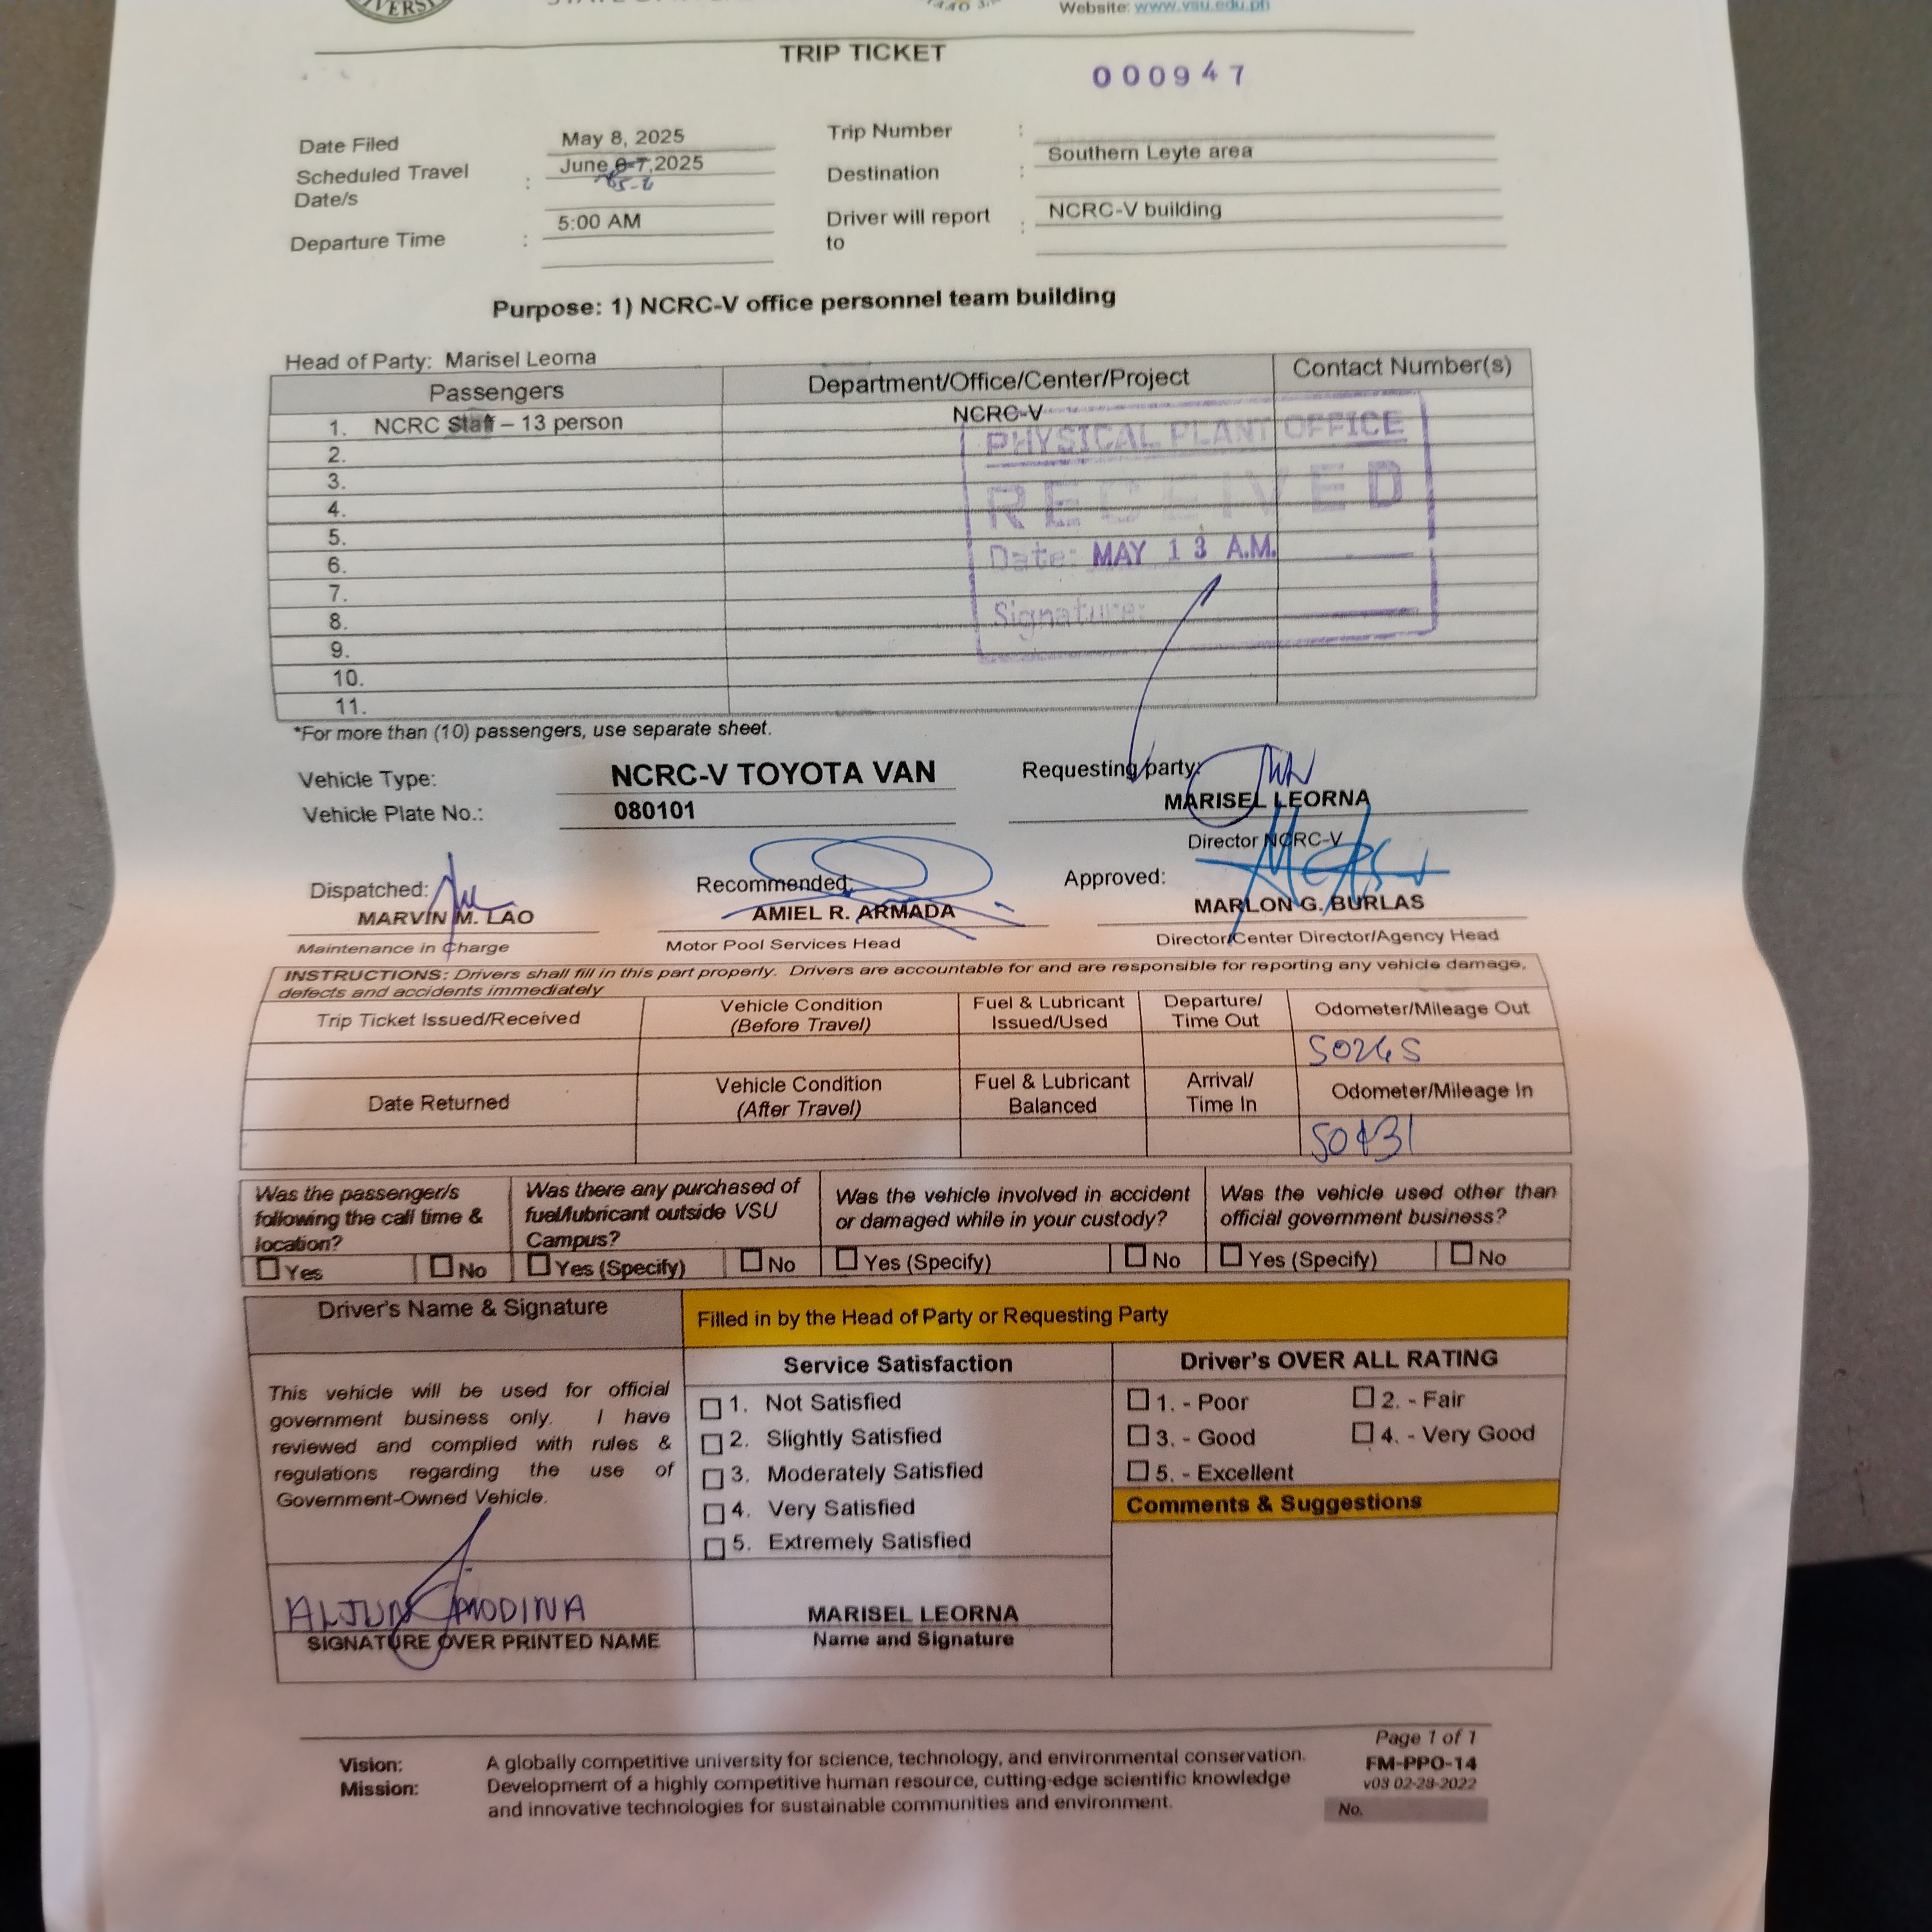 Website: www.vsu.edu.ph
TRIP TICKET
000947
Date Filed May 8, 2025 Trip Number :
Scheduled Travel Date/s : June 6-7,2025 Destination Southern Leyte area
05-6
Departure Time : 5:00 AM Driver will report to : NCRC-V building
Purpose: 1) NCRC-V office personnel team building
Head of Party: Marisel Leorna
Passengers Department/Office/Center/Project Contact Number(s)
1. NCRC Staff – 13 person NCRC-V
2.
3.
4.
5.
6.
7.
8.
9.
10.
11.
PHYSICAL PLANT OFFICE
RECEIVED
Date: MAY 13 A.M.
Signature:
*For more than (10) passengers, use separate sheet.
Vehicle Type: NCRC-V TOYOTA VAN Requesting party:
Vehicle Plate No.: 080101 MARISEL LEORNA
Director NCRC-V
Dispatched: Recommended: Approved:
MARVIN M. LAO AMIEL R. ARMADA MARLON G. BURLAS
Maintenance in Charge Motor Pool Services Head Director/Center Director/Agency Head
INSTRUCTIONS: Drivers shall fill in this part properly. Drivers are accountable for and are responsible for reporting any vehicle damage,
defects and accidents immediately
Trip Ticket Issued/Received Vehicle Condition (Before Travel) Fuel & Lubricant Issued/Used Departure/ Time Out Odometer/Mileage Out
50265
Date Returned Vehicle Condition (After Travel) Fuel & Lubricant Balanced Arrival/ Time In Odometer/Mileage In
Was the passenger/s following the call time & location?
Yes No
Was there any purchased of fuel/lubricant outside VSU Campus?
Yes (Specify) No
Was the vehicle involved in accident or damaged while in your custody?
Yes (Specify) No
Was the vehicle used other than official government business?
Yes (Specify) No
Driver's Name & Signature
Filled in by the Head of Party or Requesting Party
This vehicle will be used for official
government business only. I have
reviewed and complied with rules &
regulations regarding the use of
Government-Owned Vehicle.
ALJUN MODINA
SIGNATURE OVER PRINTED NAME
Service Satisfaction
1. Not Satisfied
2. Slightly Satisfied
3. Moderately Satisfied
4. Very Satisfied
5. Extremely Satisfied
MARISEL LEORNA
Name and Signature
Driver's OVER ALL RATING
1. - Poor 2. - Fair
3. - Good 4. - Very Good
5. - Excellent
Comments & Suggestions
Page 1 of 1
FM-PPO-14
v03 02-28-2022
No.
Vision: A globally competitive university for science, technology, and environmental conservation.
Mission: Development of a highly competitive human resource, cutting-edge scientific knowledge
and innovative technologies for sustainable communities and environment.